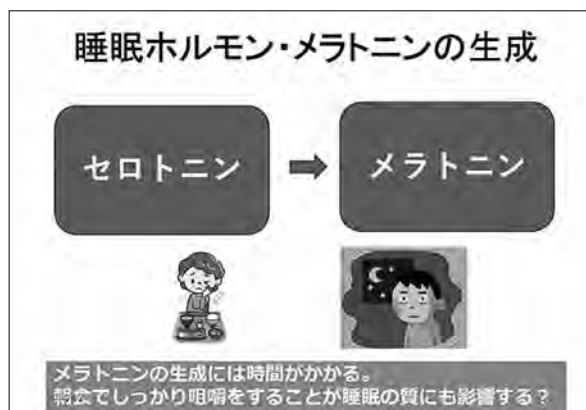 睡眠ホルモン・メラトニンの生成
セロトニン
メラトニン
メラトニンの生成には時間がかかる。
朝食でしっかり咀嚼をすることが睡眠の質にも影響する？